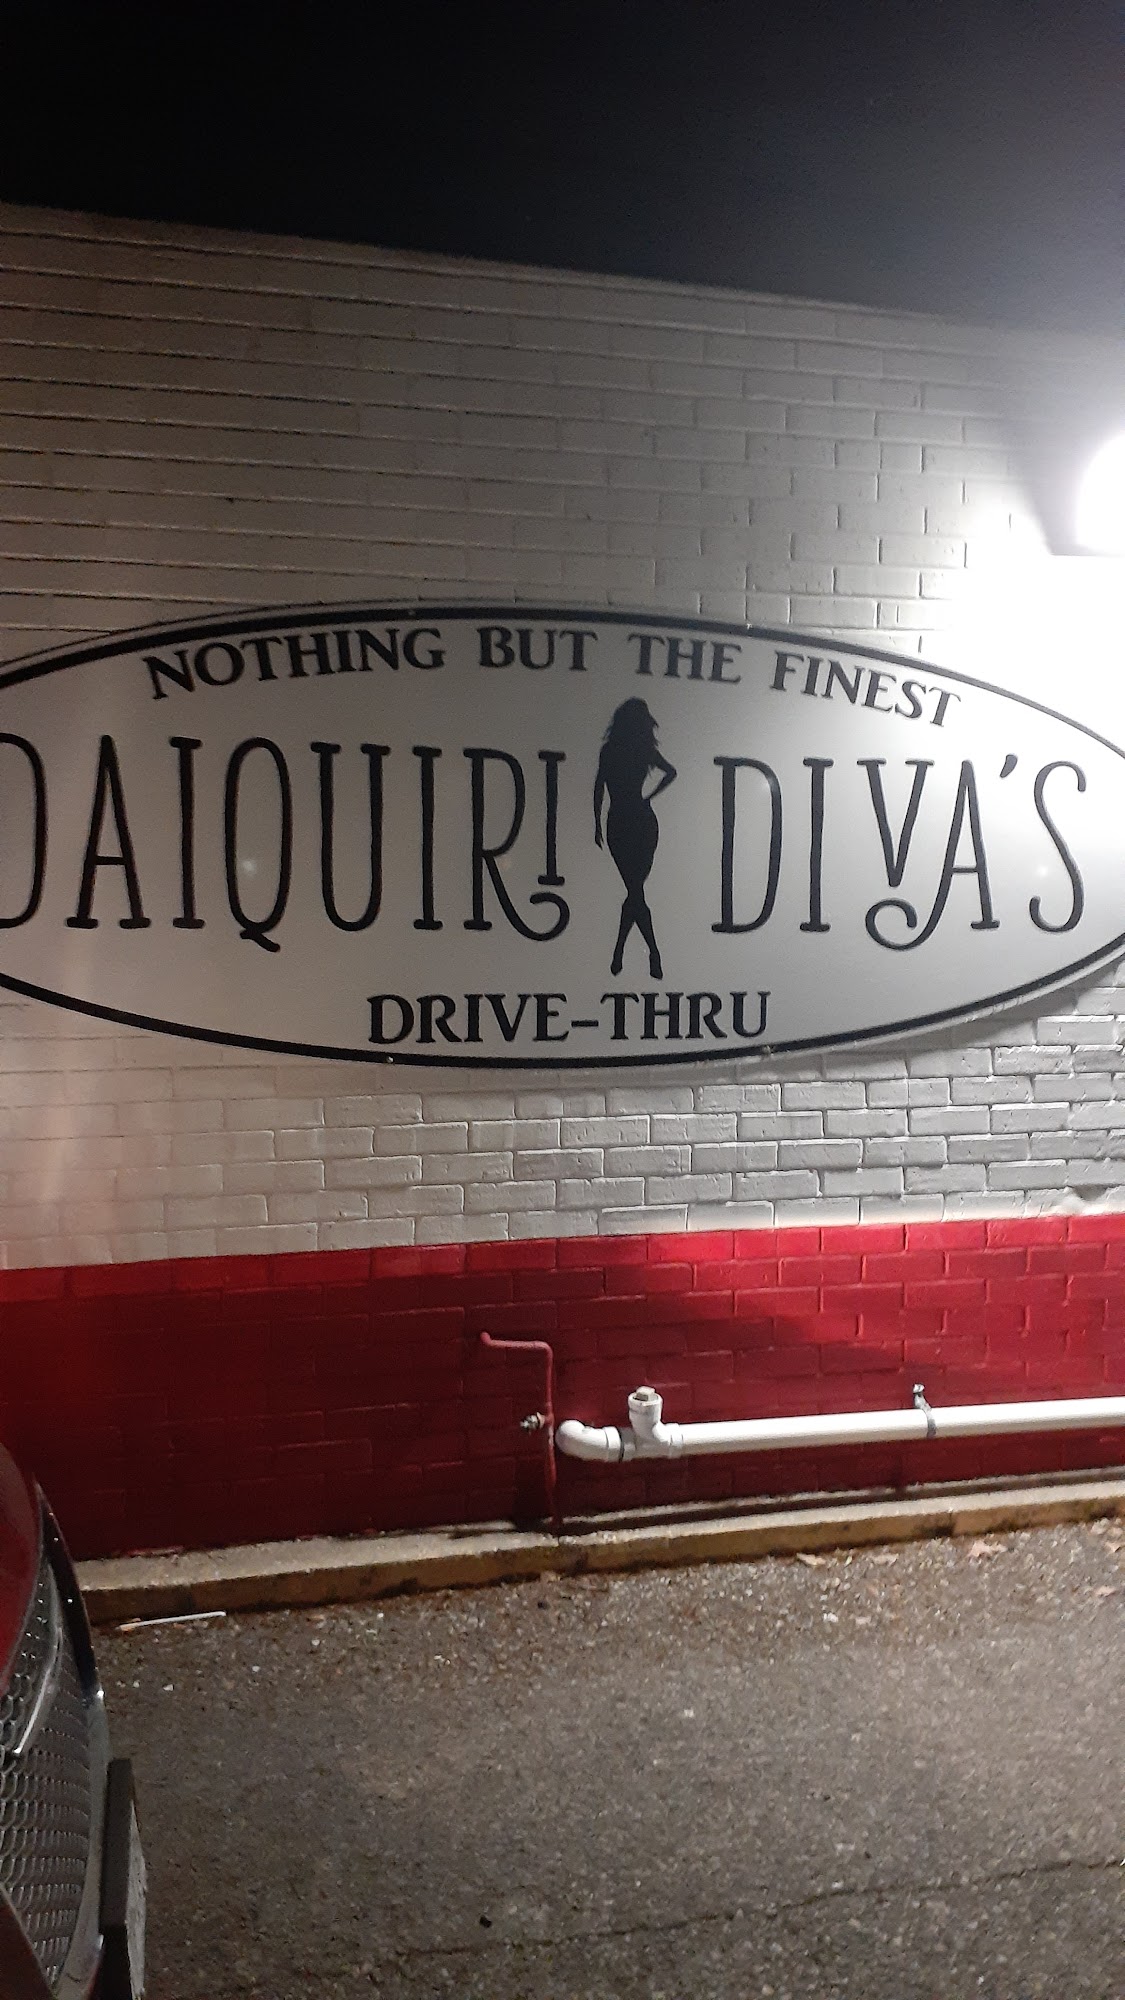 NOTHING BUT THE FINEST
DAIQUIRI DIVA'S
DRIVE-THRU